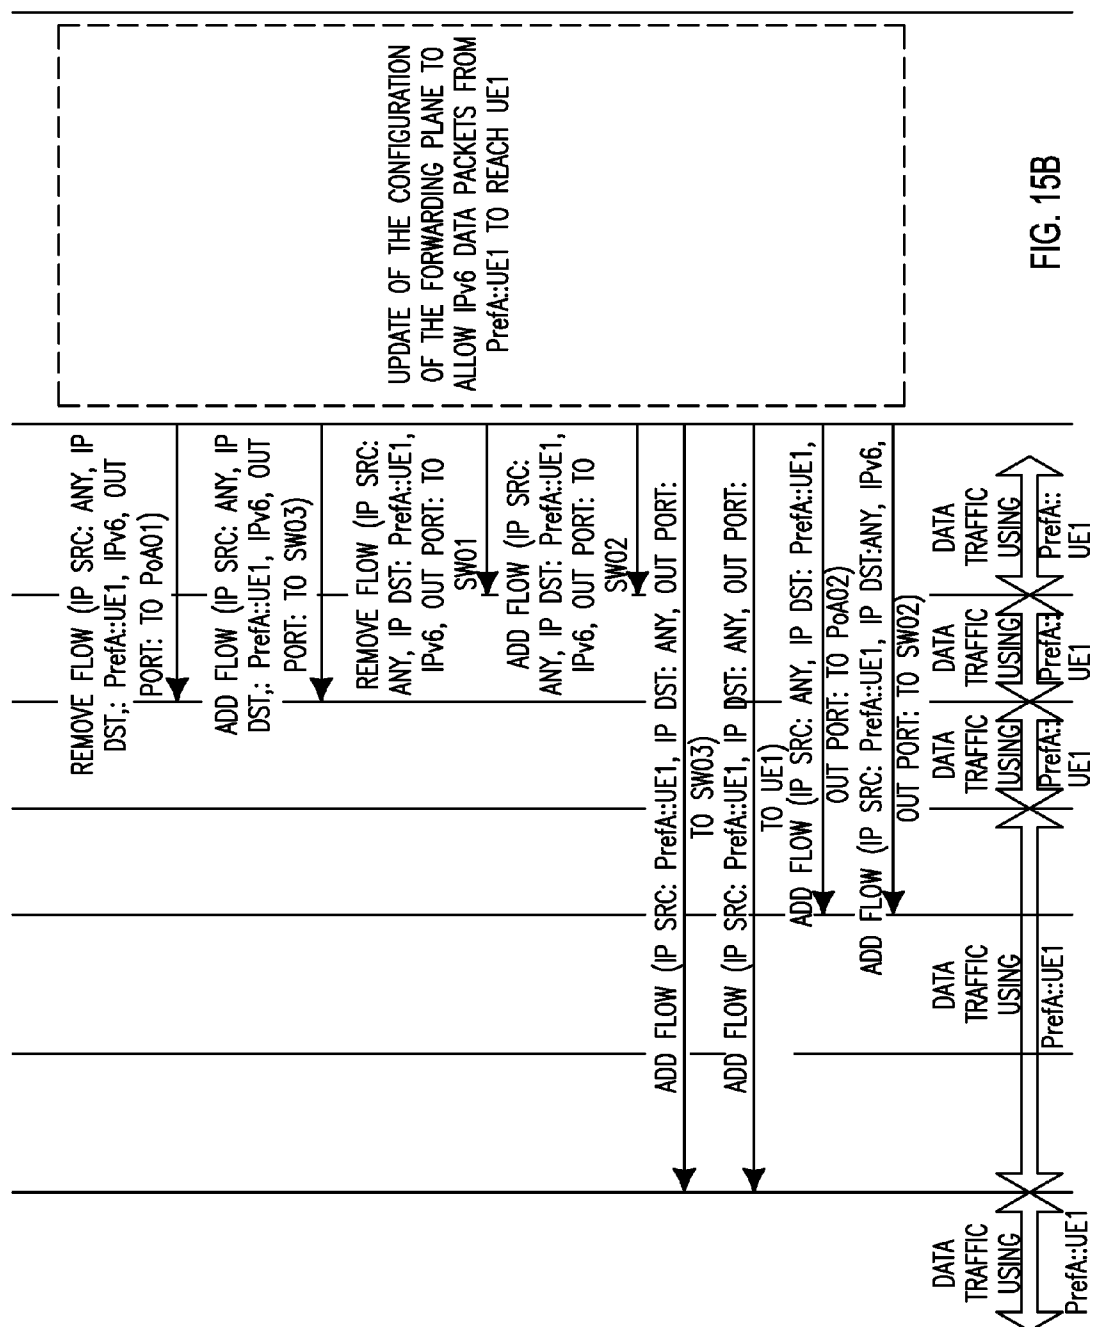 UPDATE OF THE CONFIGURATION
OF THE FORWARDING PLANE TO
ALLOW IPv6 DATA PACKETS FROM
PrefA::UE1 TO REACH UE1
REMOVE FLOW (IP SRC: ANY, IP
DST,: PrefA::UE1, IPv6, OUT
PORT: TO PoA01)
ADD FLOW (IP SRC: ANY, IP
DST,: PrefA::UE1, IPv6, OUT
PORT: TO SW03)
REMOVE FLOW (IP SRC:
ANY, IP DST: PrefA::UE1,
IPv6, OUT PORT: TO
SW01
ADD FLOW (IP SRC:
ANY, IP DST: PrefA::UE1,
IPv6, OUT PORT: TO
SW02
ADD FLOW (IP SRC: PrefA::UE1, IP DST: ANY, OUT PORT:
TO SW03)
ADD FLOW (IP SRC: PrefA::UE1, IP DST: ANY, OUT PORT:
TO UE1)
ADD FLOW (IP SRC: ANY, IP DST: PrefA::UE1,
OUT PORT: TO PoA02)
ADD FLOW (IP SRC: PrefA::UE1, IP DST:ANY, IPv6,
OUT PORT: TO SW02)
DATA
TRAFFIC
USING
PrefA::UE1
DATA
TRAFFIC
USING
PrefA::UE1
DATA
TRAFFIC
USING
PrefA::
UE1
DATA
TRAFFIC
USING
PrefA::
UE1
DATA
TRAFFIC
USING
PrefA::
UE1
FIG. 15B